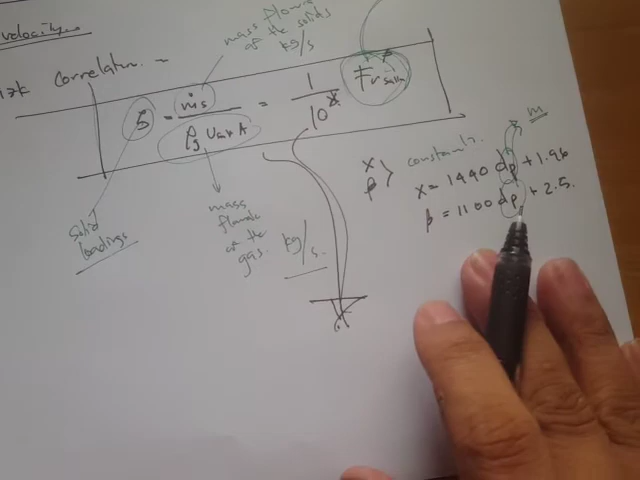 velocity
Correlation =
mass flowrate
of the solids
kg/s
S = ṁs / ρg Usalt A = 1 / 10^x Fr salt β
solid
loadings
mass
flowrate
of the
gas.
kg/s.
x
β
constants.
m
x = 1440 dp + 1.96
β = 1100 dp + 2.5.